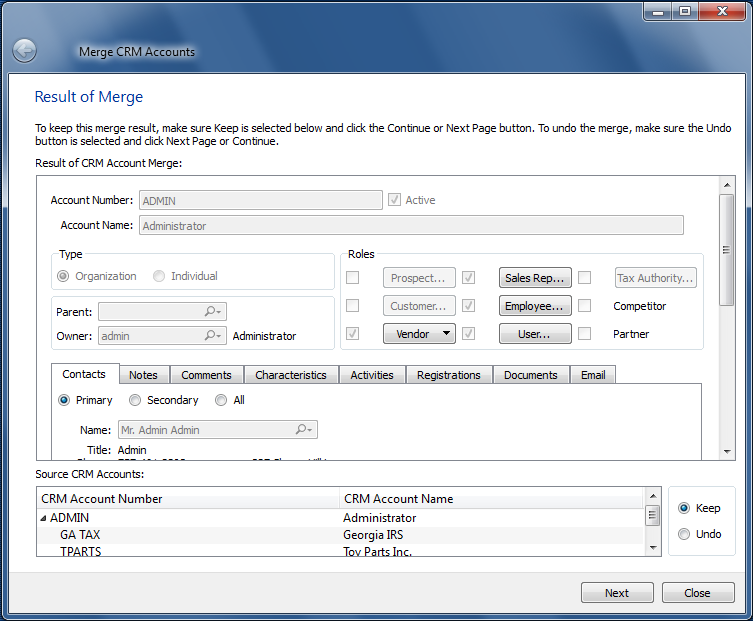 Merge CRM Accounts
Result of Merge
To keep this merge result, make sure Keep is selected below and click the Continue or Next Page button. To undo the merge, make sure the Undo
button is selected and click Next Page or Continue.
Result of CRM Account Merge:
Account Number: ADMIN Active
Account Name: Administrator
Type
Organization Individual
Parent:
Owner: admin Administrator
Roles
Prospect... Sales Rep... Tax Authority...
Customer... Employee... Competitor
Vendor User... Partner
Contacts Notes Comments Characteristics Activities Registrations Documents Email
Primary Secondary All
Name: Mr. Admin Admin
Title: Admin
Source CRM Accounts:
CRM Account Number CRM Account Name
ADMIN Administrator
GA TAX Georgia IRS
TPARTS Toy Parts Inc.
Keep
Undo
Next Close